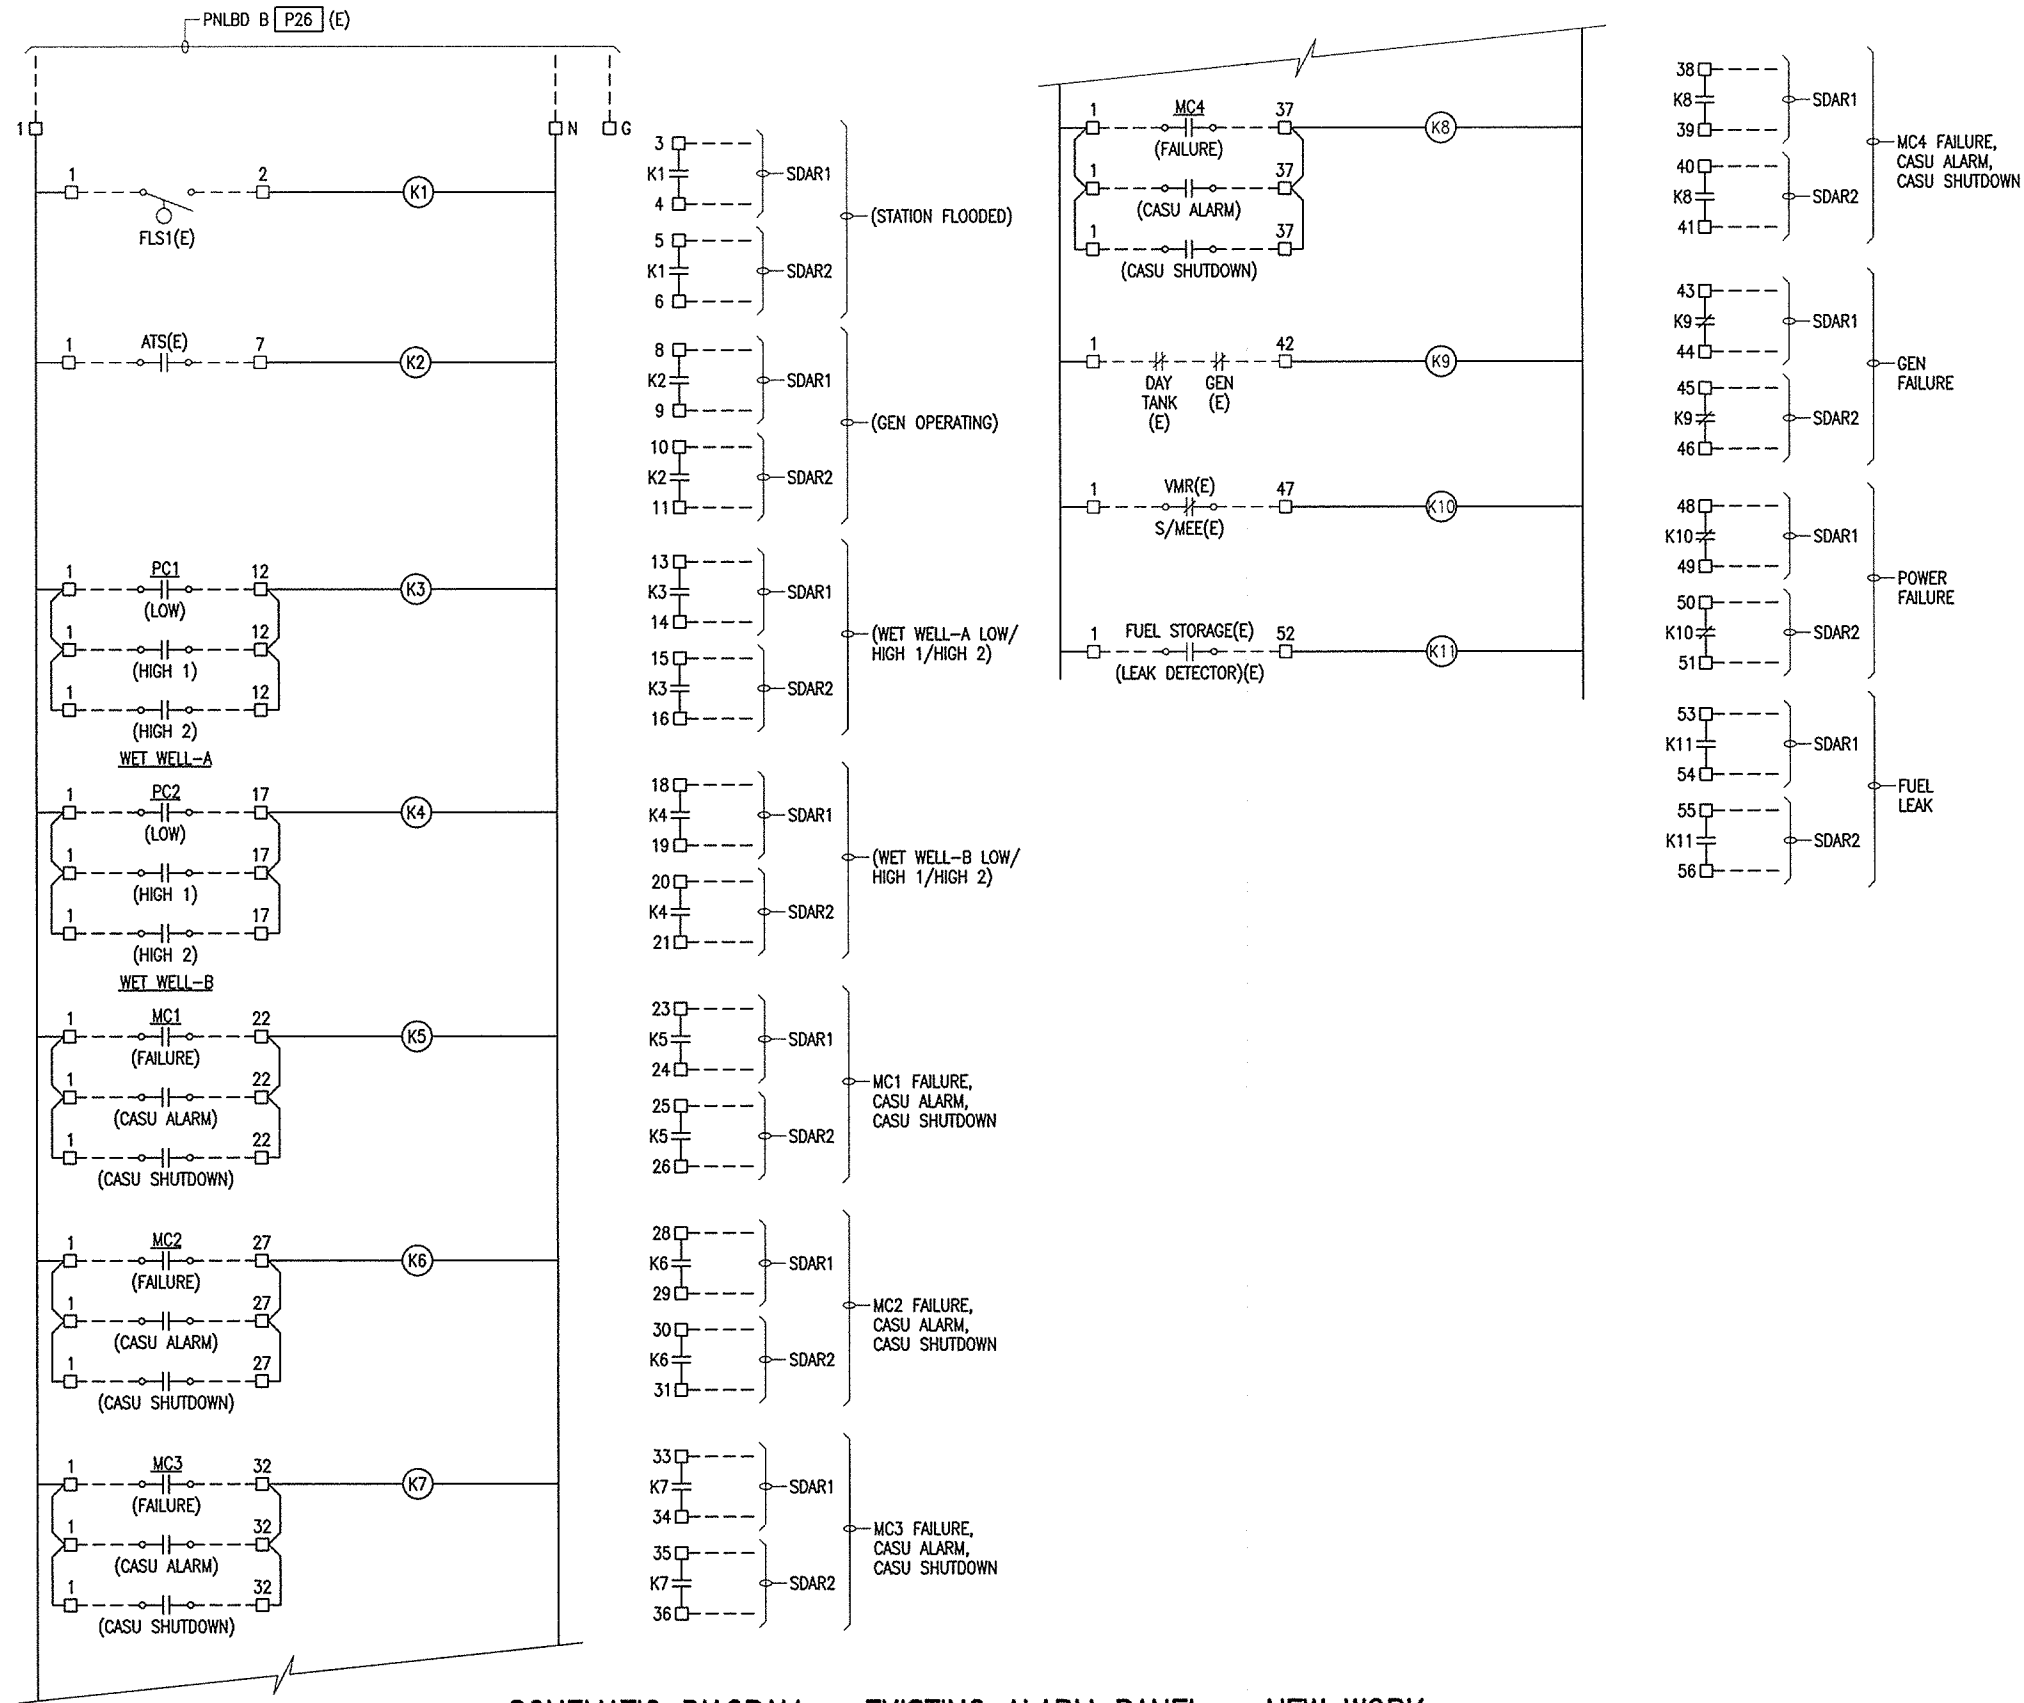 PNLBD B P26 (E)
1 N G
1 2 K1
FLS1(E)
1 ATS(E) 7 K2
1 PC1 12 K3
(LOW)
1 12
(HIGH 1)
1 12
(HIGH 2)
WET WELL-A
1 PC2 17 K4
(LOW)
1 17
(HIGH 1)
1 17
(HIGH 2)
WET WELL-B
1 MC1 22 K5
(FAILURE)
1 22
(CASU ALARM)
1 22
(CASU SHUTDOWN)
1 MC2 27 K6
(FAILURE)
1 27
(CASU ALARM)
1 27
(CASU SHUTDOWN)
1 MC3 32 K7
(FAILURE)
1 32
(CASU ALARM)
1 32
(CASU SHUTDOWN)
3
K1 SDAR1
4
(STATION FLOODED)
5
K1 SDAR2
6
8
K2 SDAR1
9
(GEN OPERATING)
10
K2 SDAR2
11
13
K3 SDAR1
14
(WET WELL-A LOW/
HIGH 1/HIGH 2)
15
K3 SDAR2
16
18
K4 SDAR1
19
(WET WELL-B LOW/
HIGH 1/HIGH 2)
20
K4 SDAR2
21
23
K5 SDAR1
24
MC1 FAILURE,
CASU ALARM,
CASU SHUTDOWN
25
K5 SDAR2
26
28
K6 SDAR1
29
MC2 FAILURE,
CASU ALARM,
CASU SHUTDOWN
30
K6 SDAR2
31
33
K7 SDAR1
34
MC3 FAILURE,
CASU ALARM,
CASU SHUTDOWN
35
K7 SDAR2
36
1 MC4 37 K8
(FAILURE)
1 37
(CASU ALARM)
1 37
(CASU SHUTDOWN)
1 42 K9
DAY GEN
TANK (E)
(E)
1 VMR(E) 47 K10
S/MEE(E)
1 FUEL STORAGE(E) 52 K11
(LEAK DETECTOR)(E)
38
K8 SDAR1
39
MC4 FAILURE,
CASU ALARM,
CASU SHUTDOWN
40
K8 SDAR2
41
43
K9 SDAR1
44
GEN
FAILURE
45
K9 SDAR2
46
48
K10 SDAR1
49
POWER
FAILURE
50
K10 SDAR2
51
53
K11 SDAR1
54
FUEL
LEAK
55
K11 SDAR2
56
SCHEMATIC DIAGRAM - EXISTING ALARM PANEL - NEW WORK